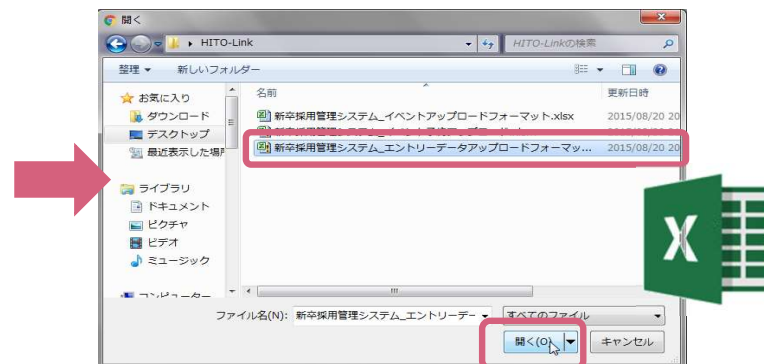 開く
HITO-Link
HITO-Linkの検索
整理
新しいフォルダー
お気に入り
ダウンロード
デスクトップ
最近表示した場所
ライブラリ
ドキュメント
ピクチャ
ビデオ
ミュージック
コンピューター
名前
更新日時
新卒採用管理システム_イベントアップロードフォーマット.xlsx
2015/08/20 20
新卒採用管理システム_エントリーデータアップロードフォーマッ...
2015/08/20 20
ファイル名(N):
新卒採用管理システム_エントリーデー
すべてのファイル
開く(O)
キャンセル
X